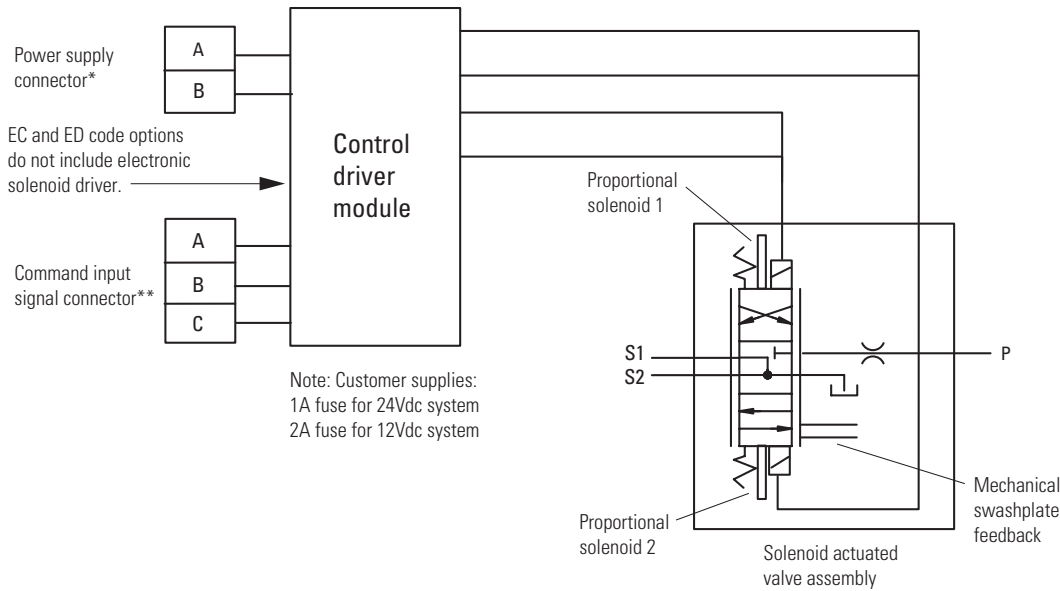 Power supply
connector*
A
B
EC and ED code options
do not include electronic
solenoid driver.
Control
driver
module
Command input
signal connector**
A
B
C
Note: Customer supplies:
1A fuse for 24Vdc system
2A fuse for 12Vdc system
Proportional
solenoid 1
S1
S2
P
Proportional
solenoid 2
Mechanical
swashplate
feedback
Solenoid actuated
valve assembly